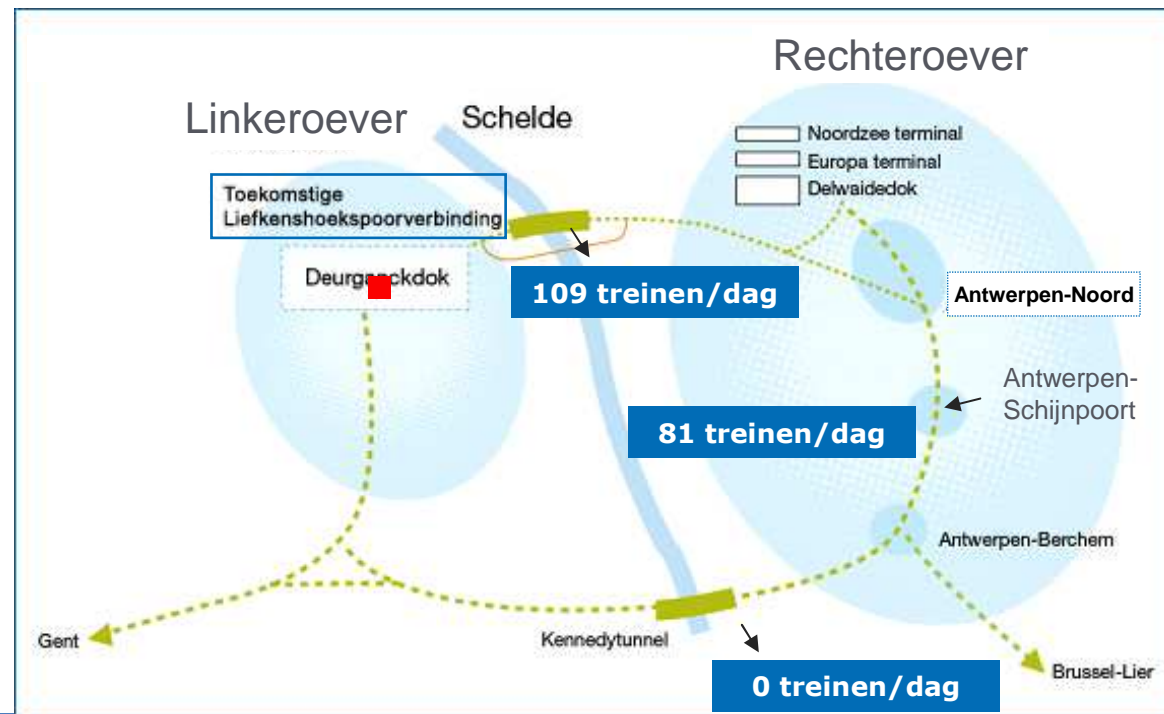 Rechteroever
Linkeroever
Schelde
Noordzee terminal
Europa terminal
Delwaidedok
Toekomstige
Liefkenshoekspoorverbinding
109 treinen/dag
Antwerpen-Noord
Antwerpen-
Schijnpoort
81 treinen/dag
Antwerpen-Berchem
Gent
Kennedytunnel
Brussel-Lier
0 treinen/dag